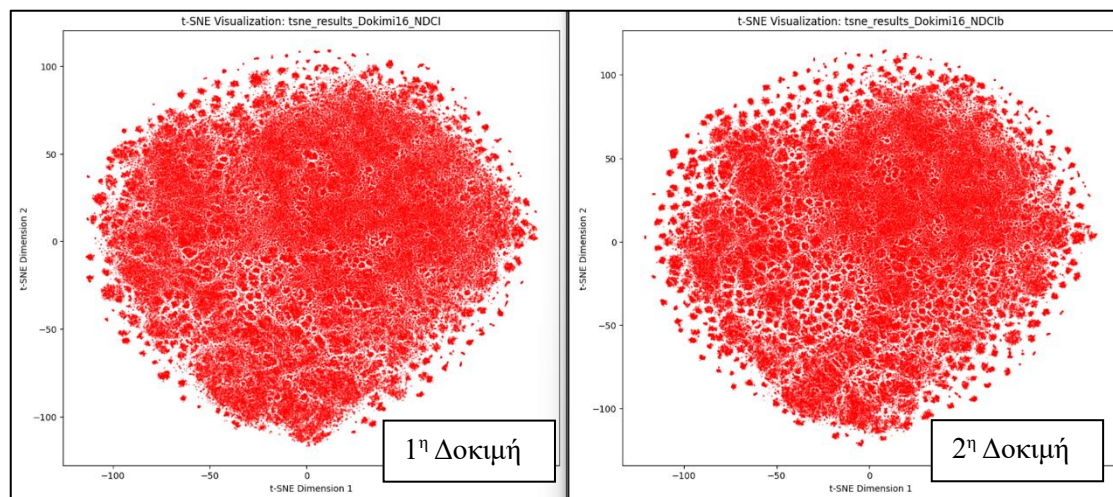 t-SNE Visualization: tsne_results_Dokimi16_NDCI
100
50
0
−50
−100
t-SNE Dimension 2
−100
−50
0
t-SNE Dimension 1
1η Δοκιμή
t-SNE Visualization: tsne_results_Dokimi16_NDCIb
100
50
0
−50
−100
t-SNE Dimension 2
−100
−50
0
t-SNE Dimension 1
2η Δοκιμή